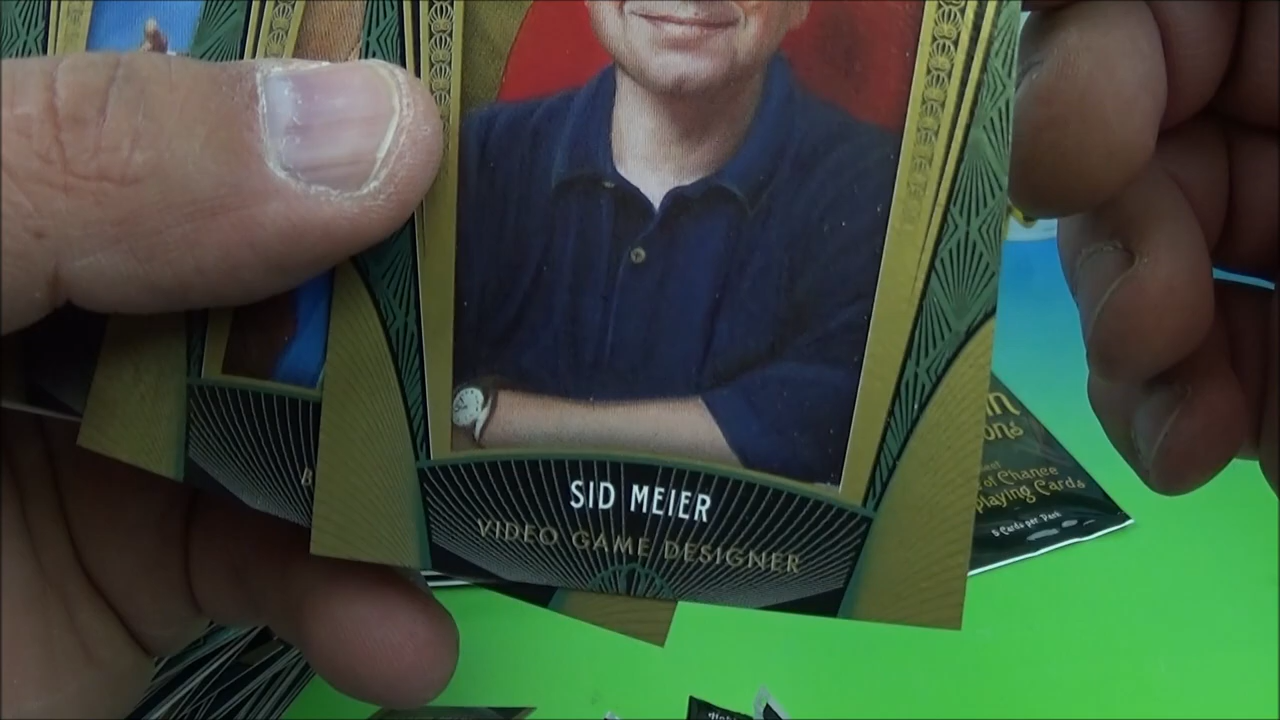 SID MEIER
VIDEO GAME DESIGNER
of Chance
Playing Cards
5 Cards per Pack